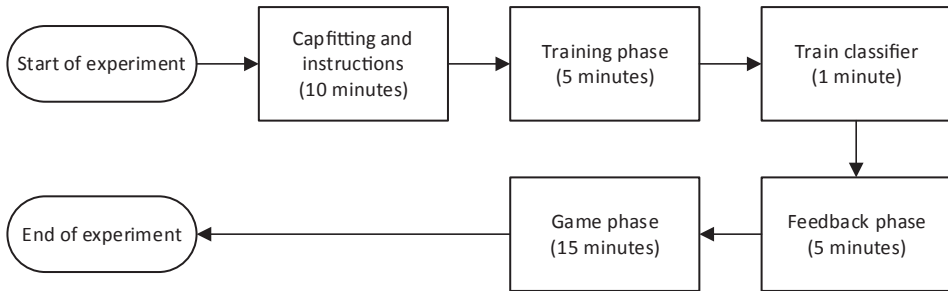 Start of experiment
Capfitting and
instructions
(10 minutes)
Training phase
(5 minutes)
Train classifier
(1 minute)
Feedback phase
(5 minutes)
Game phase
(15 minutes)
End of experiment